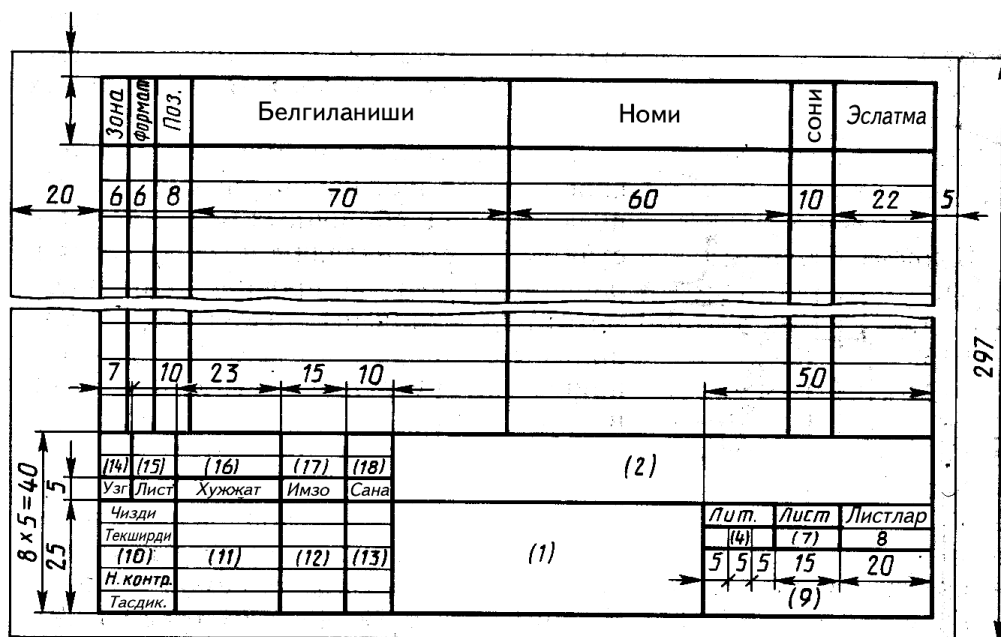 Зона формат Поз. Белгиланиши Номи сони Эслатма
20 6 6 8 70 60 10 22 5
297
7 10 23 15 10 50
8×5=40
5
25
(14) (15) (16) (17) (18) (2)
Узг Лист Хужжат Имзо Сана
Чизди Лит. Лист Листлар
Текширди (4) (7) 8
(10) (11) (12) (13) (1) 5 5 5 15 20
Н. контр. (9)
Тасдик.